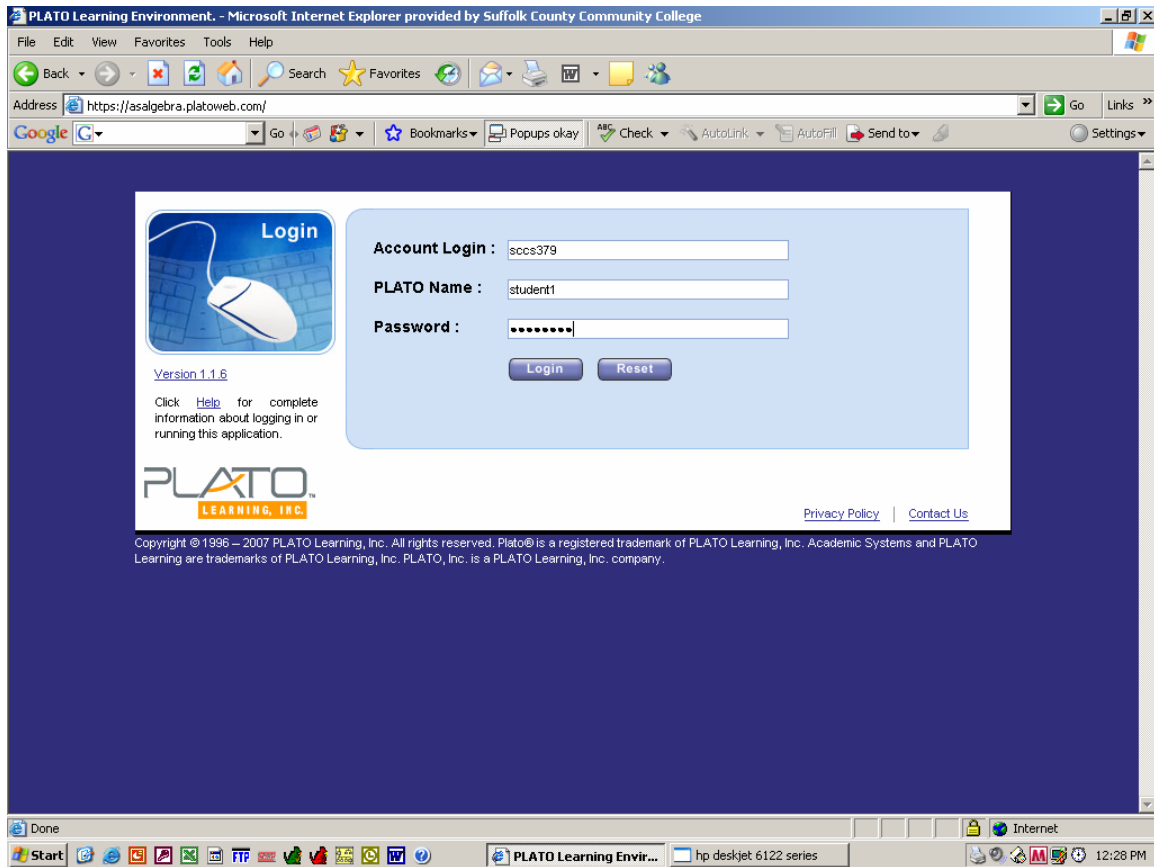 PLATO Learning Environment. - Microsoft Internet Explorer provided by Suffolk County Community College
File Edit View Favorites Tools Help
Back Search Favorites
Address https://asalgebra.platoweb.com/ Go Links »
Google G Go Bookmarks Popups okay ABC Check AutoLink AutoFill Send to Settings
Login
Account Login : sccs379
PLATO Name : student1
Password : ••••••••
Login Reset
Version 1.1.6
Click Help for complete
information about logging in or
running this application.
PLATO
LEARNING, INC.
Privacy Policy | Contact Us
Copyright © 1996 – 2007 PLATO Learning, Inc. All rights reserved. Plato® is a registered trademark of PLATO Learning, Inc. Academic Systems and PLATO
Learning are trademarks of PLATO Learning, Inc. PLATO, Inc. is a PLATO Learning, Inc. company.
Done Internet
Start FTP PLATO Learning Envir... hp deskjet 6122 series 12:28 PM